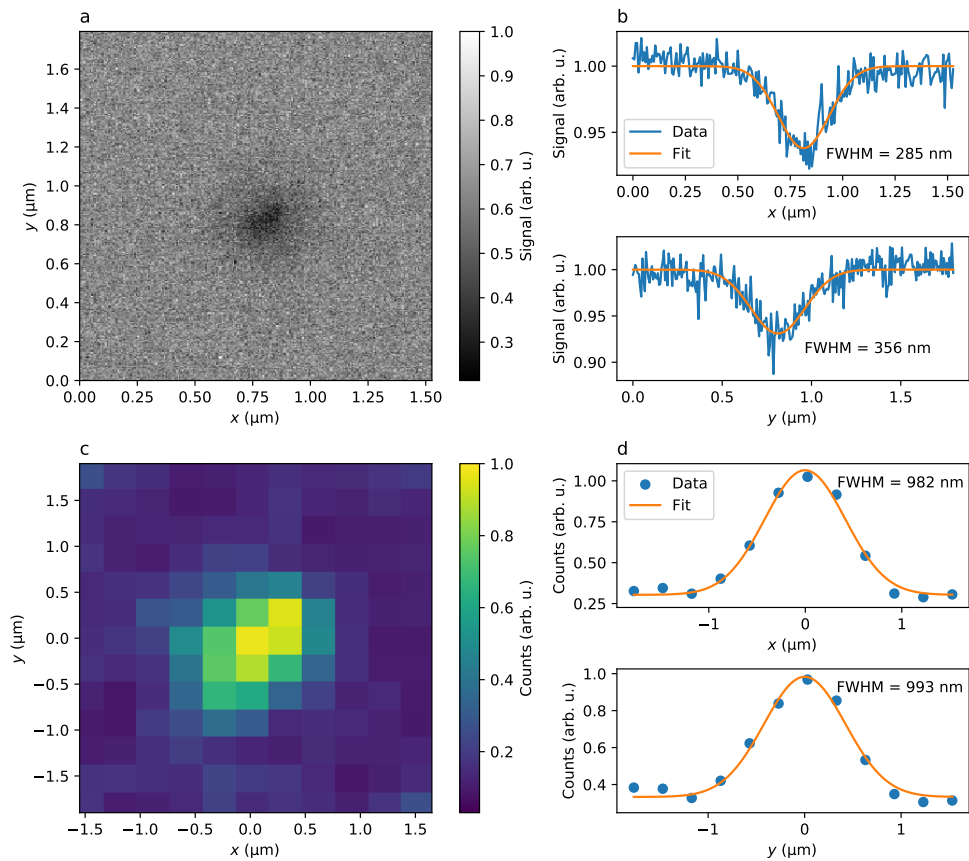 a
1.6
1.4
1.2
1.0
0.8
0.6
0.4
0.2
0.0
y (µm)
0.00 0.25 0.50 0.75 1.00 1.25 1.50
x (µm)
1.0
0.9
0.8
0.7
0.6
0.5
0.4
0.3
Signal (arb. u.)
b
1.00
0.95
Signal (arb. u.)
Data
Fit
FWHM = 285 nm
0.00 0.25 0.50 0.75 1.00 1.25 1.50
x (µm)
1.00
0.95
0.90
Signal (arb. u.)
FWHM = 356 nm
0.0 0.5 1.0 1.5
y (µm)
c
1.5
1.0
0.5
0.0
−0.5
−1.0
−1.5
y (µm)
−1.5 −1.0 −0.5 0.0 0.5 1.0 1.5
x (µm)
1.0
0.8
0.6
0.4
0.2
Counts (arb. u.)
d
1.00
0.75
0.50
0.25
Counts (arb. u.)
Data
Fit
FWHM = 982 nm
−1 0 1
x (µm)
1.0
0.8
0.6
0.4
Counts (arb. u.)
FWHM = 993 nm
−1 0 1
y (µm)